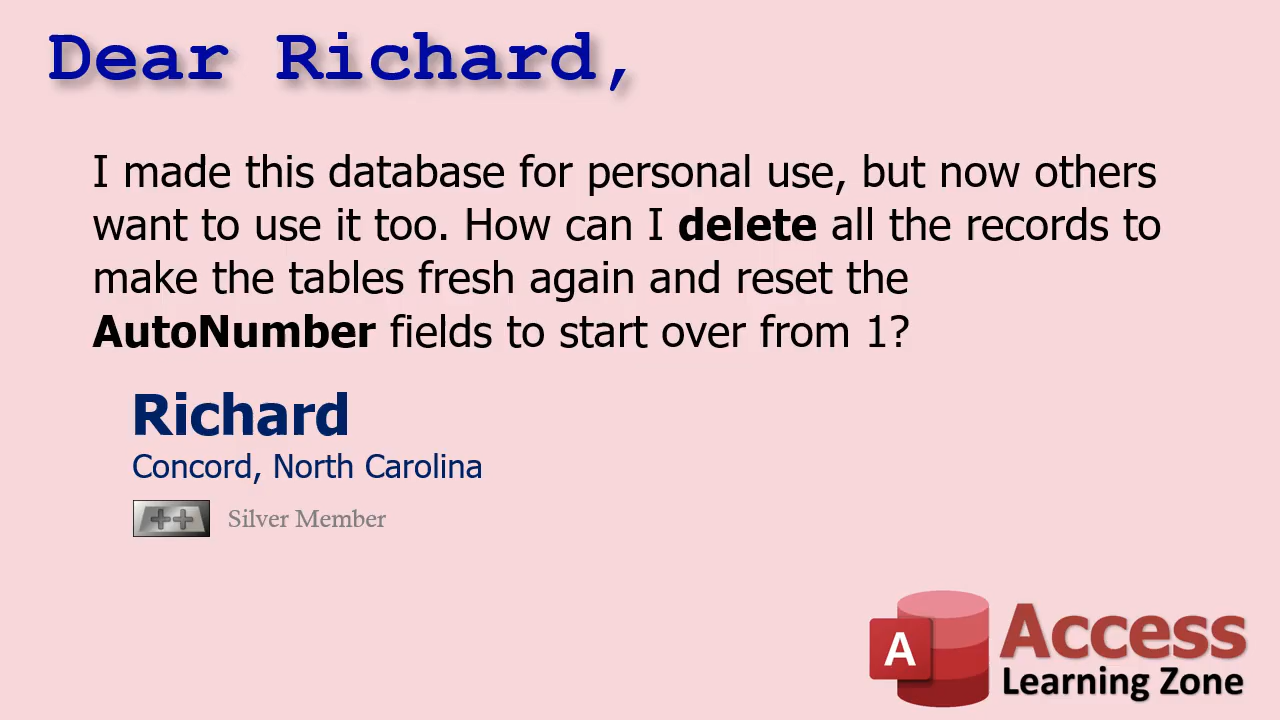 Dear Richard,
I made this database for personal use, but now others
want to use it too. How can I delete all the records to
make the tables fresh again and reset the
AutoNumber fields to start over from 1?
Richard
Concord, North Carolina
++ Silver Member
A Access
Learning Zone